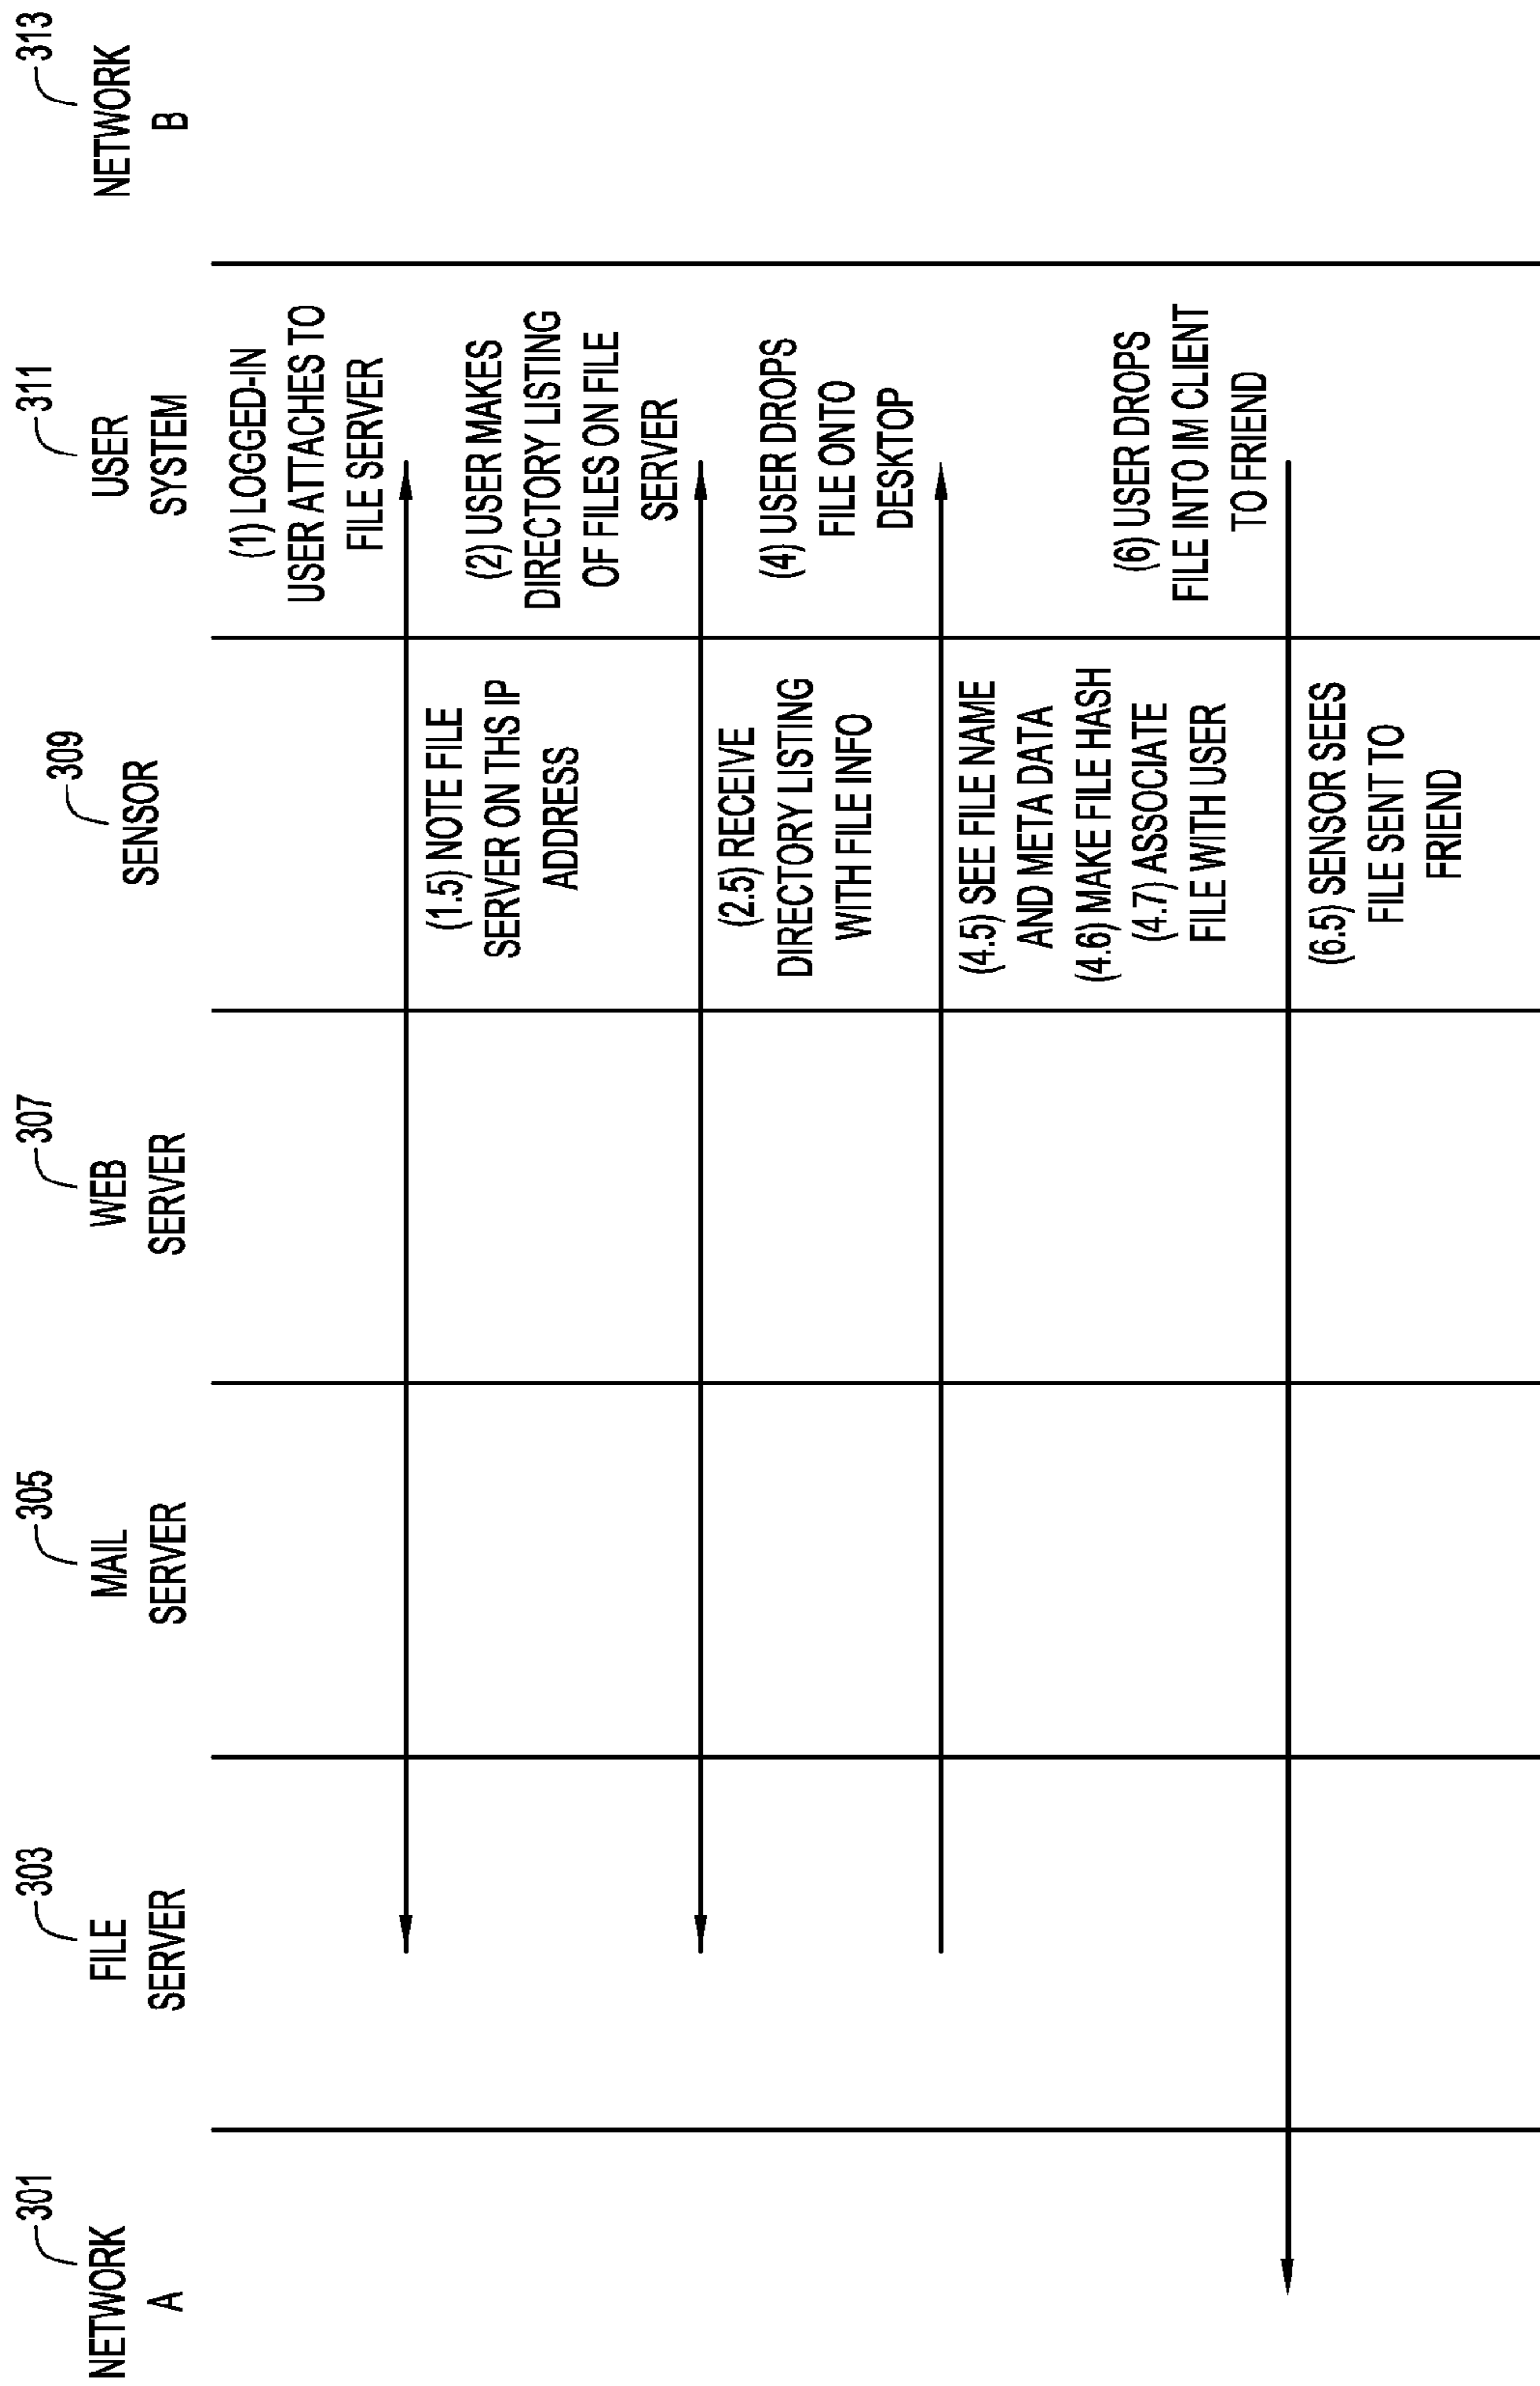 301
NETWORK
A
303
FILE
SERVER
305
MAIL
SERVER
307
WEB
SERVER
309
SENSOR
311
USER
SYSTEM
313
NETWORK
B
(1) LOGGED-IN
USER ATTACHES TO
FILE SERVER
(1.5) NOTE FILE
SERVER ON THS IP
ADDRESS
(2) USER MAKES
DIRECTORY LISTING
OF FILES ON FILE
SERVER
(2.5) RECEIVE
DIRECTORY LISTING
WITH FILE INFO
(4) USER DROPS
FILE ONTO
DESKTOP
(4.5) SEE FILE NAME
AND META DATA
(4.6) MAKE FILE HASH
(4.7) ASSOCIATE
FILE WITH USER
(6) USER DROPS
FILE INTO IM CLIENT
TO FRIEND
(6.5) SENSOR SEES
FILE SENT TO
FRIEND